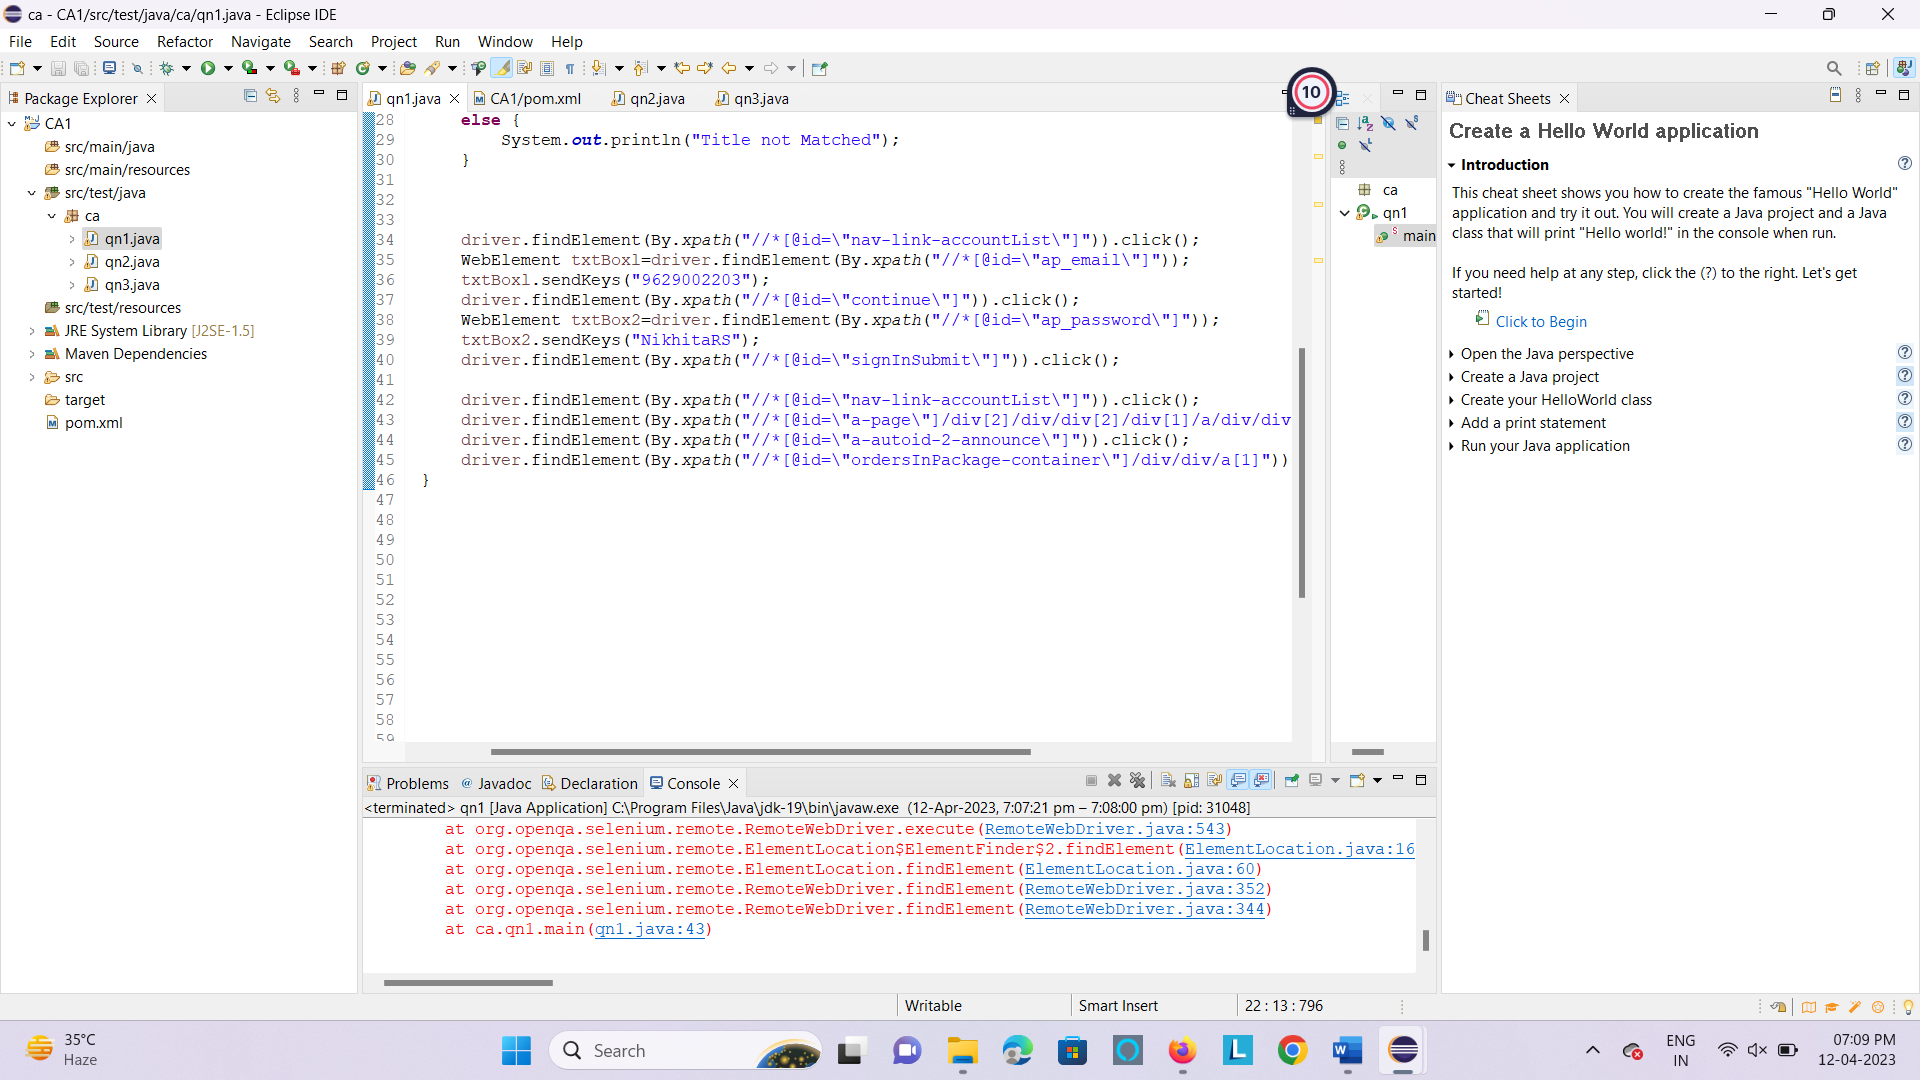 ca - CA1/src/test/java/ca/qn1.java - Eclipse IDE
File Edit Source Refactor Navigate Search Project Run Window Help
Package Explorer
CA1
src/main/java
src/main/resources
src/test/java
ca
qn1.java
qn2.java
qn3.java
src/test/resources
JRE System Library [J2SE-1.5]
Maven Dependencies
src
target
pom.xml
qn1.java CA1/pom.xml qn2.java qn3.java
10
28 else {
29 System.out.println("Title not Matched");
30 }
31
32
33
34 driver.findElement(By.xpath("//*[@id=\"nav-link-accountList\"]")).click();
35 WebElement txtBox1=driver.findElement(By.xpath("//*[@id=\"ap_email\"]"));
36 txtBox1.sendKeys("9629002203");
37 driver.findElement(By.xpath("//*[@id=\"continue\"]")).click();
38 WebElement txtBox2=driver.findElement(By.xpath("//*[@id=\"ap_password\"]"));
39 txtBox2.sendKeys("NikhitaRS");
40 driver.findElement(By.xpath("//*[@id=\"signInSubmit\"]")).click();
41
42 driver.findElement(By.xpath("//*[@id=\"nav-link-accountList\"]")).click();
43 driver.findElement(By.xpath("//*[@id=\"a-page\"]/div[2]/div/div[2]/div[1]/a/div/div
44 driver.findElement(By.xpath("//*[@id=\"a-autoid-2-announce\"]")).click();
45 driver.findElement(By.xpath("//*[@id=\"ordersInPackage-container\"]/div/div/a[1]"))
46 }
47
48
49
50
51
52
53
54
55
56
57
58
59
ca
qn1
main
Cheat Sheets
Create a Hello World application
Introduction
This cheat sheet shows you how to create the famous "Hello World"
application and try it out. You will create a Java project and a Java
class that will print "Hello world!" in the console when run.
If you need help at any step, click the (?) to the right. Let's get
started!
Click to Begin
Open the Java perspective
Create a Java project
Create your HelloWorld class
Add a print statement
Run your Java application
Problems Javadoc Declaration Console
<terminated> qn1 [Java Application] C:\Program Files\Java\jdk-19\bin\javaw.exe (12-Apr-2023, 7:07:21 pm – 7:08:00 pm) [pid: 31048]
at org.openqa.selenium.remote.RemoteWebDriver.execute(RemoteWebDriver.java:543)
at org.openqa.selenium.remote.ElementLocation$ElementFinder$2.findElement(ElementLocation.java:16
at org.openqa.selenium.remote.ElementLocation.findElement(ElementLocation.java:60)
at org.openqa.selenium.remote.RemoteWebDriver.findElement(RemoteWebDriver.java:352)
at org.openqa.selenium.remote.RemoteWebDriver.findElement(RemoteWebDriver.java:344)
at ca.qn1.main(qn1.java:43)
Writable Smart Insert 22 : 13 : 796
35°C
Haze
Search
ENG
IN
07:09 PM
12-04-2023